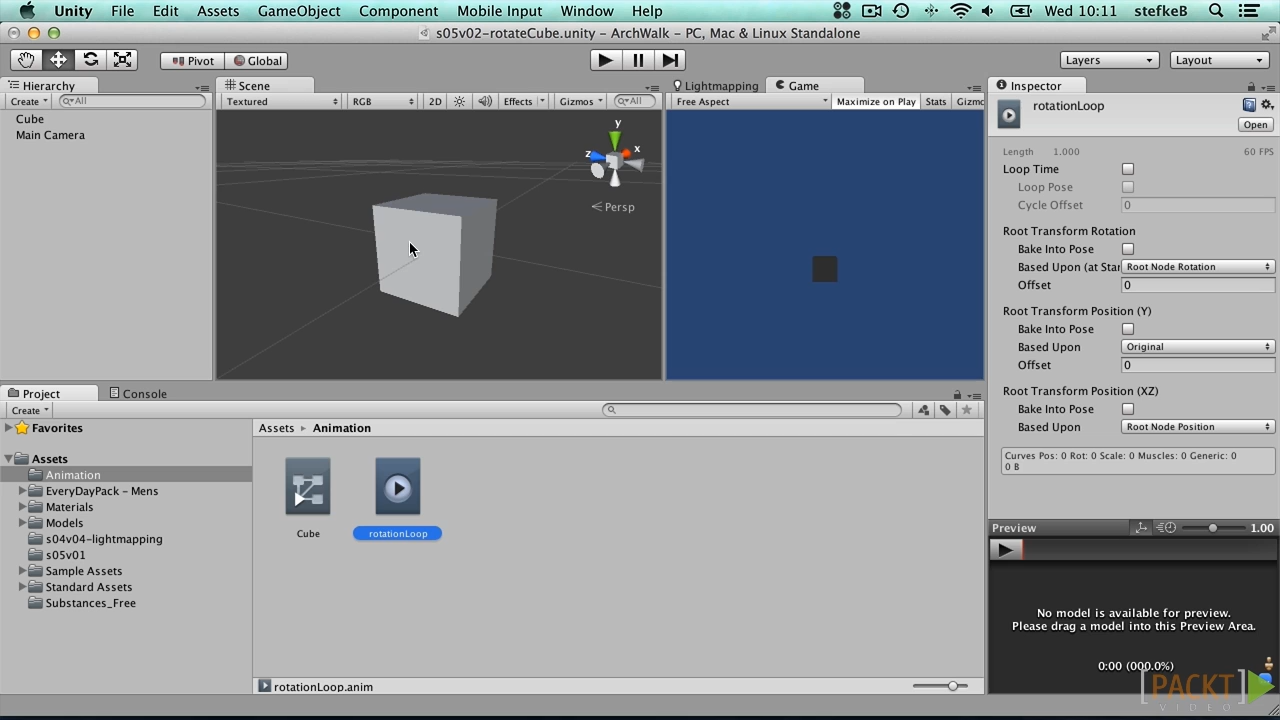 Unity File Edit Assets GameObject Component Mobile Input Window Help Wed 10:11 stefkeB
s05v02-rotateCube.unity - ArchWalk - PC, Mac & Linux Standalone
Pivot Global Layers Layout
Hierarchy Scene Lightmapping Game Inspector
Create All Textured RGB 2D Effects Gizmos All Free Aspect Maximize on Play Stats Gizmo
Cube
Main Camera
y
x
z
Persp
rotationLoop
Open
Length 1.000 60 FPS
Loop Time
Loop Pose
Cycle Offset 0
Root Transform Rotation
Bake Into Pose
Based Upon (at Star Root Node Rotation
Offset 0
Root Transform Position (Y)
Bake Into Pose
Based Upon Original
Offset 0
Root Transform Position (XZ)
Bake Into Pose
Based Upon Root Node Position
Curves Pos: 0 Rot: 0 Scale: 0 Muscles: 0 Generic: 0
0 B
Project Console
Create
Favorites
Assets
Animation
EveryDayPack - Mens
Materials
Models
s04v04-lightmapping
s05v01
Sample Assets
Standard Assets
Substances_Free
Assets Animation
Cube rotationLoop
rotationLoop.anim
Preview 1.00
No model is available for preview.
Please drag a model into this Preview Area.
0:00 (000.0%)
[PACKT]
VIDEO